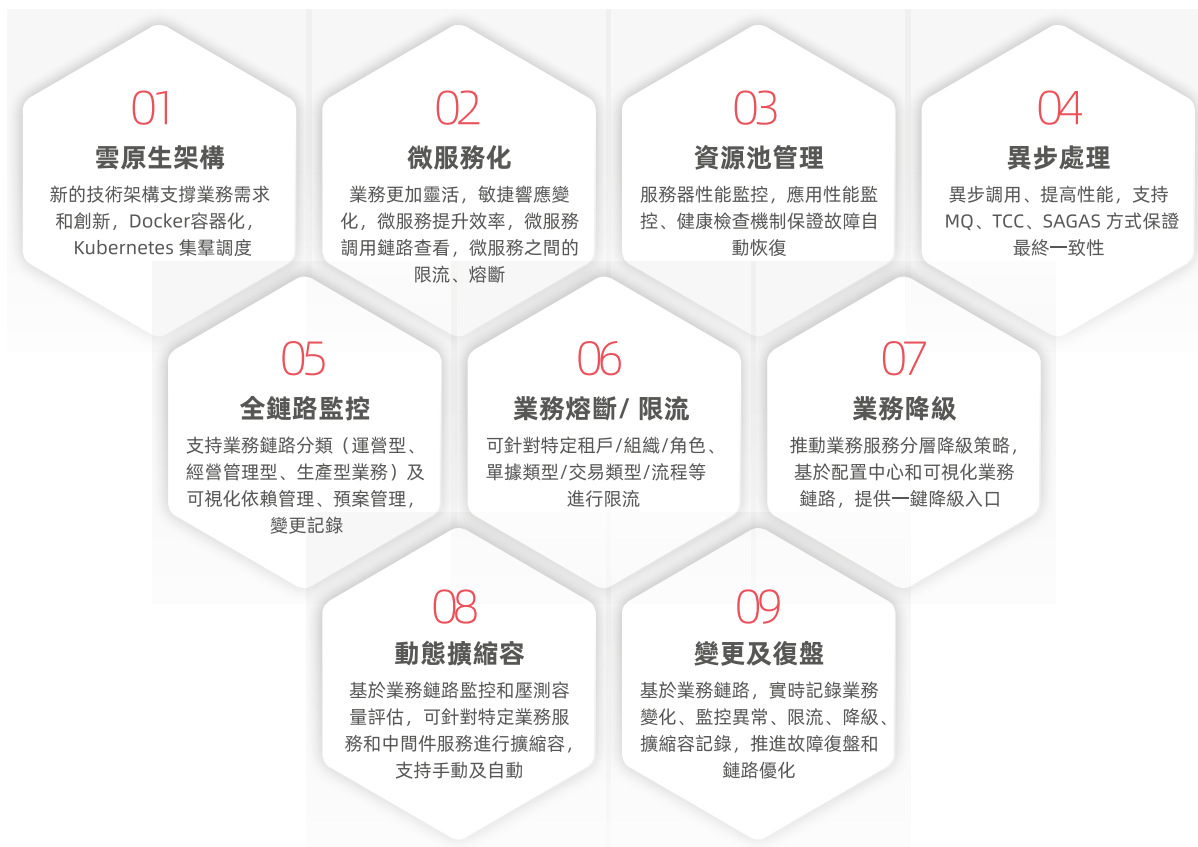 01
雲原生架構
新的技術架構支撐業務需求
和創新，Docker容器化，
Kubernetes 集羣調度
02
微服務化
業務更加靈活，敏捷響應變
化，微服務提升效率，微服務
調用鏈路查看，微服務之間的
限流、熔斷
03
資源池管理
服務器性能監控，應用性能監
控、健康檢查機制保證故障自
動恢復
04
異步處理
異步調用、提高性能，支持
MQ、TCC、SAGAS 方式保證
最終一致性
05
全鏈路監控
支持業務鏈路分類（運營型、
經營管理型、生產型業務）及
可視化依賴管理、預案管理，
變更記錄
06
業務熔斷/ 限流
可針對特定租戶/組織/角色、
單據類型/交易類型/流程等
進行限流
07
業務降級
推動業務服務分層降級策略，
基於配置中心和可視化業務
鏈路，提供一鍵降級入口
08
動態擴縮容
基於業務鏈路監控和壓測容
量評估，可針對特定業務服
務和中間件服務進行擴縮容，
支持手動及自動
09
變更及復盤
基於業務鏈路，實時記錄業務
變化、監控異常、限流、降級、
擴縮容記錄，推進故障復盤和
鏈路優化